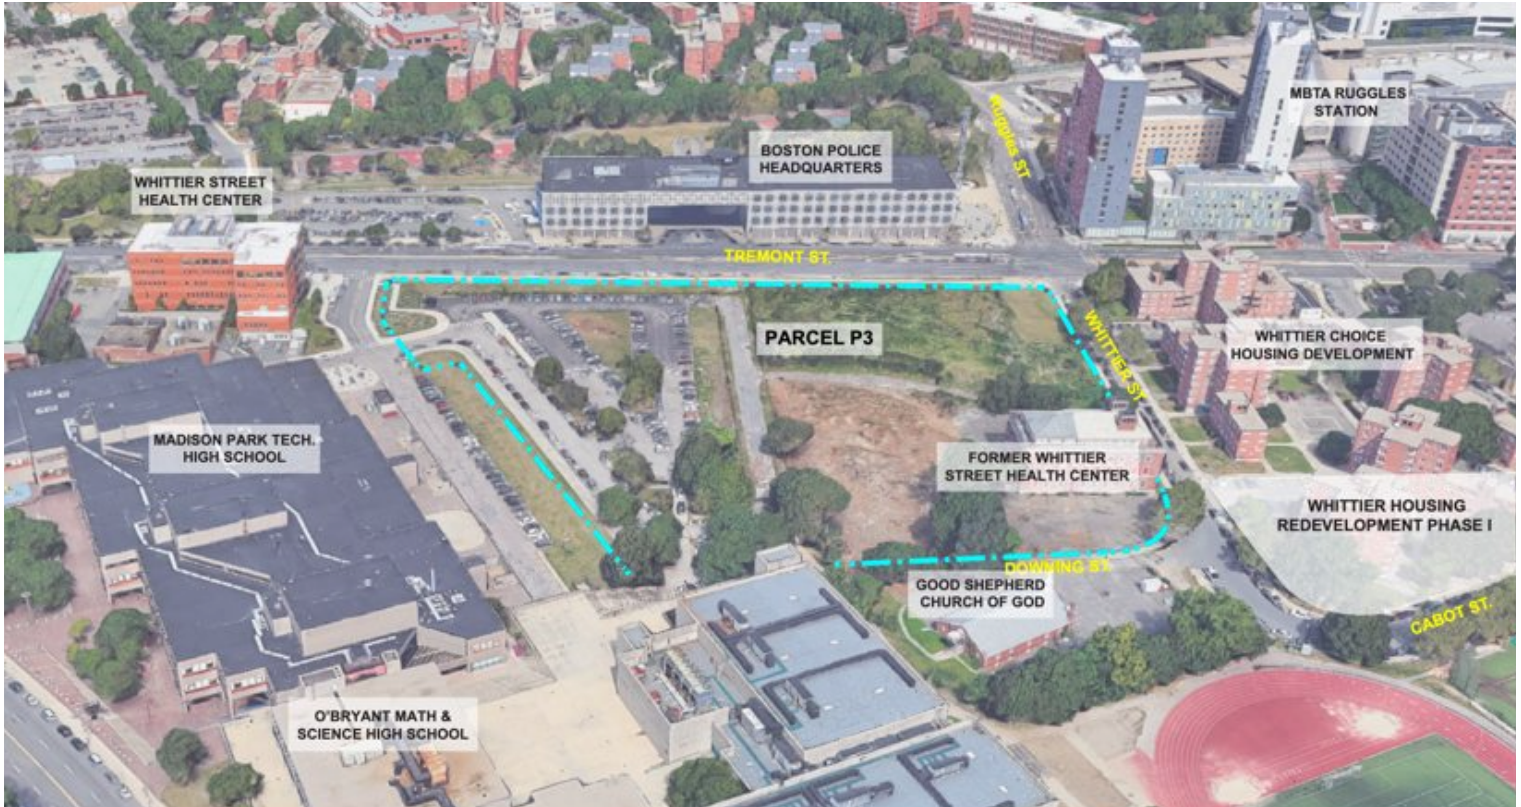 MBTA RUGGLES
STATION
Ruggles ST
BOSTON POLICE
HEADQUARTERS
WHITTIER STREET
HEALTH CENTER
TREMONT ST.
PARCEL P3
WHITTIER ST
WHITTIER CHOICE
HOUSING DEVELOPMENT
MADISON PARK TECH.
HIGH SCHOOL
FORMER WHITTIER
STREET HEALTH CENTER
WHITTIER HOUSING
REDEVELOPMENT PHASE I
DOWNING ST.
GOOD SHEPHERD
CHURCH OF GOD
CABOT ST.
O'BRYANT MATH &
SCIENCE HIGH SCHOOL